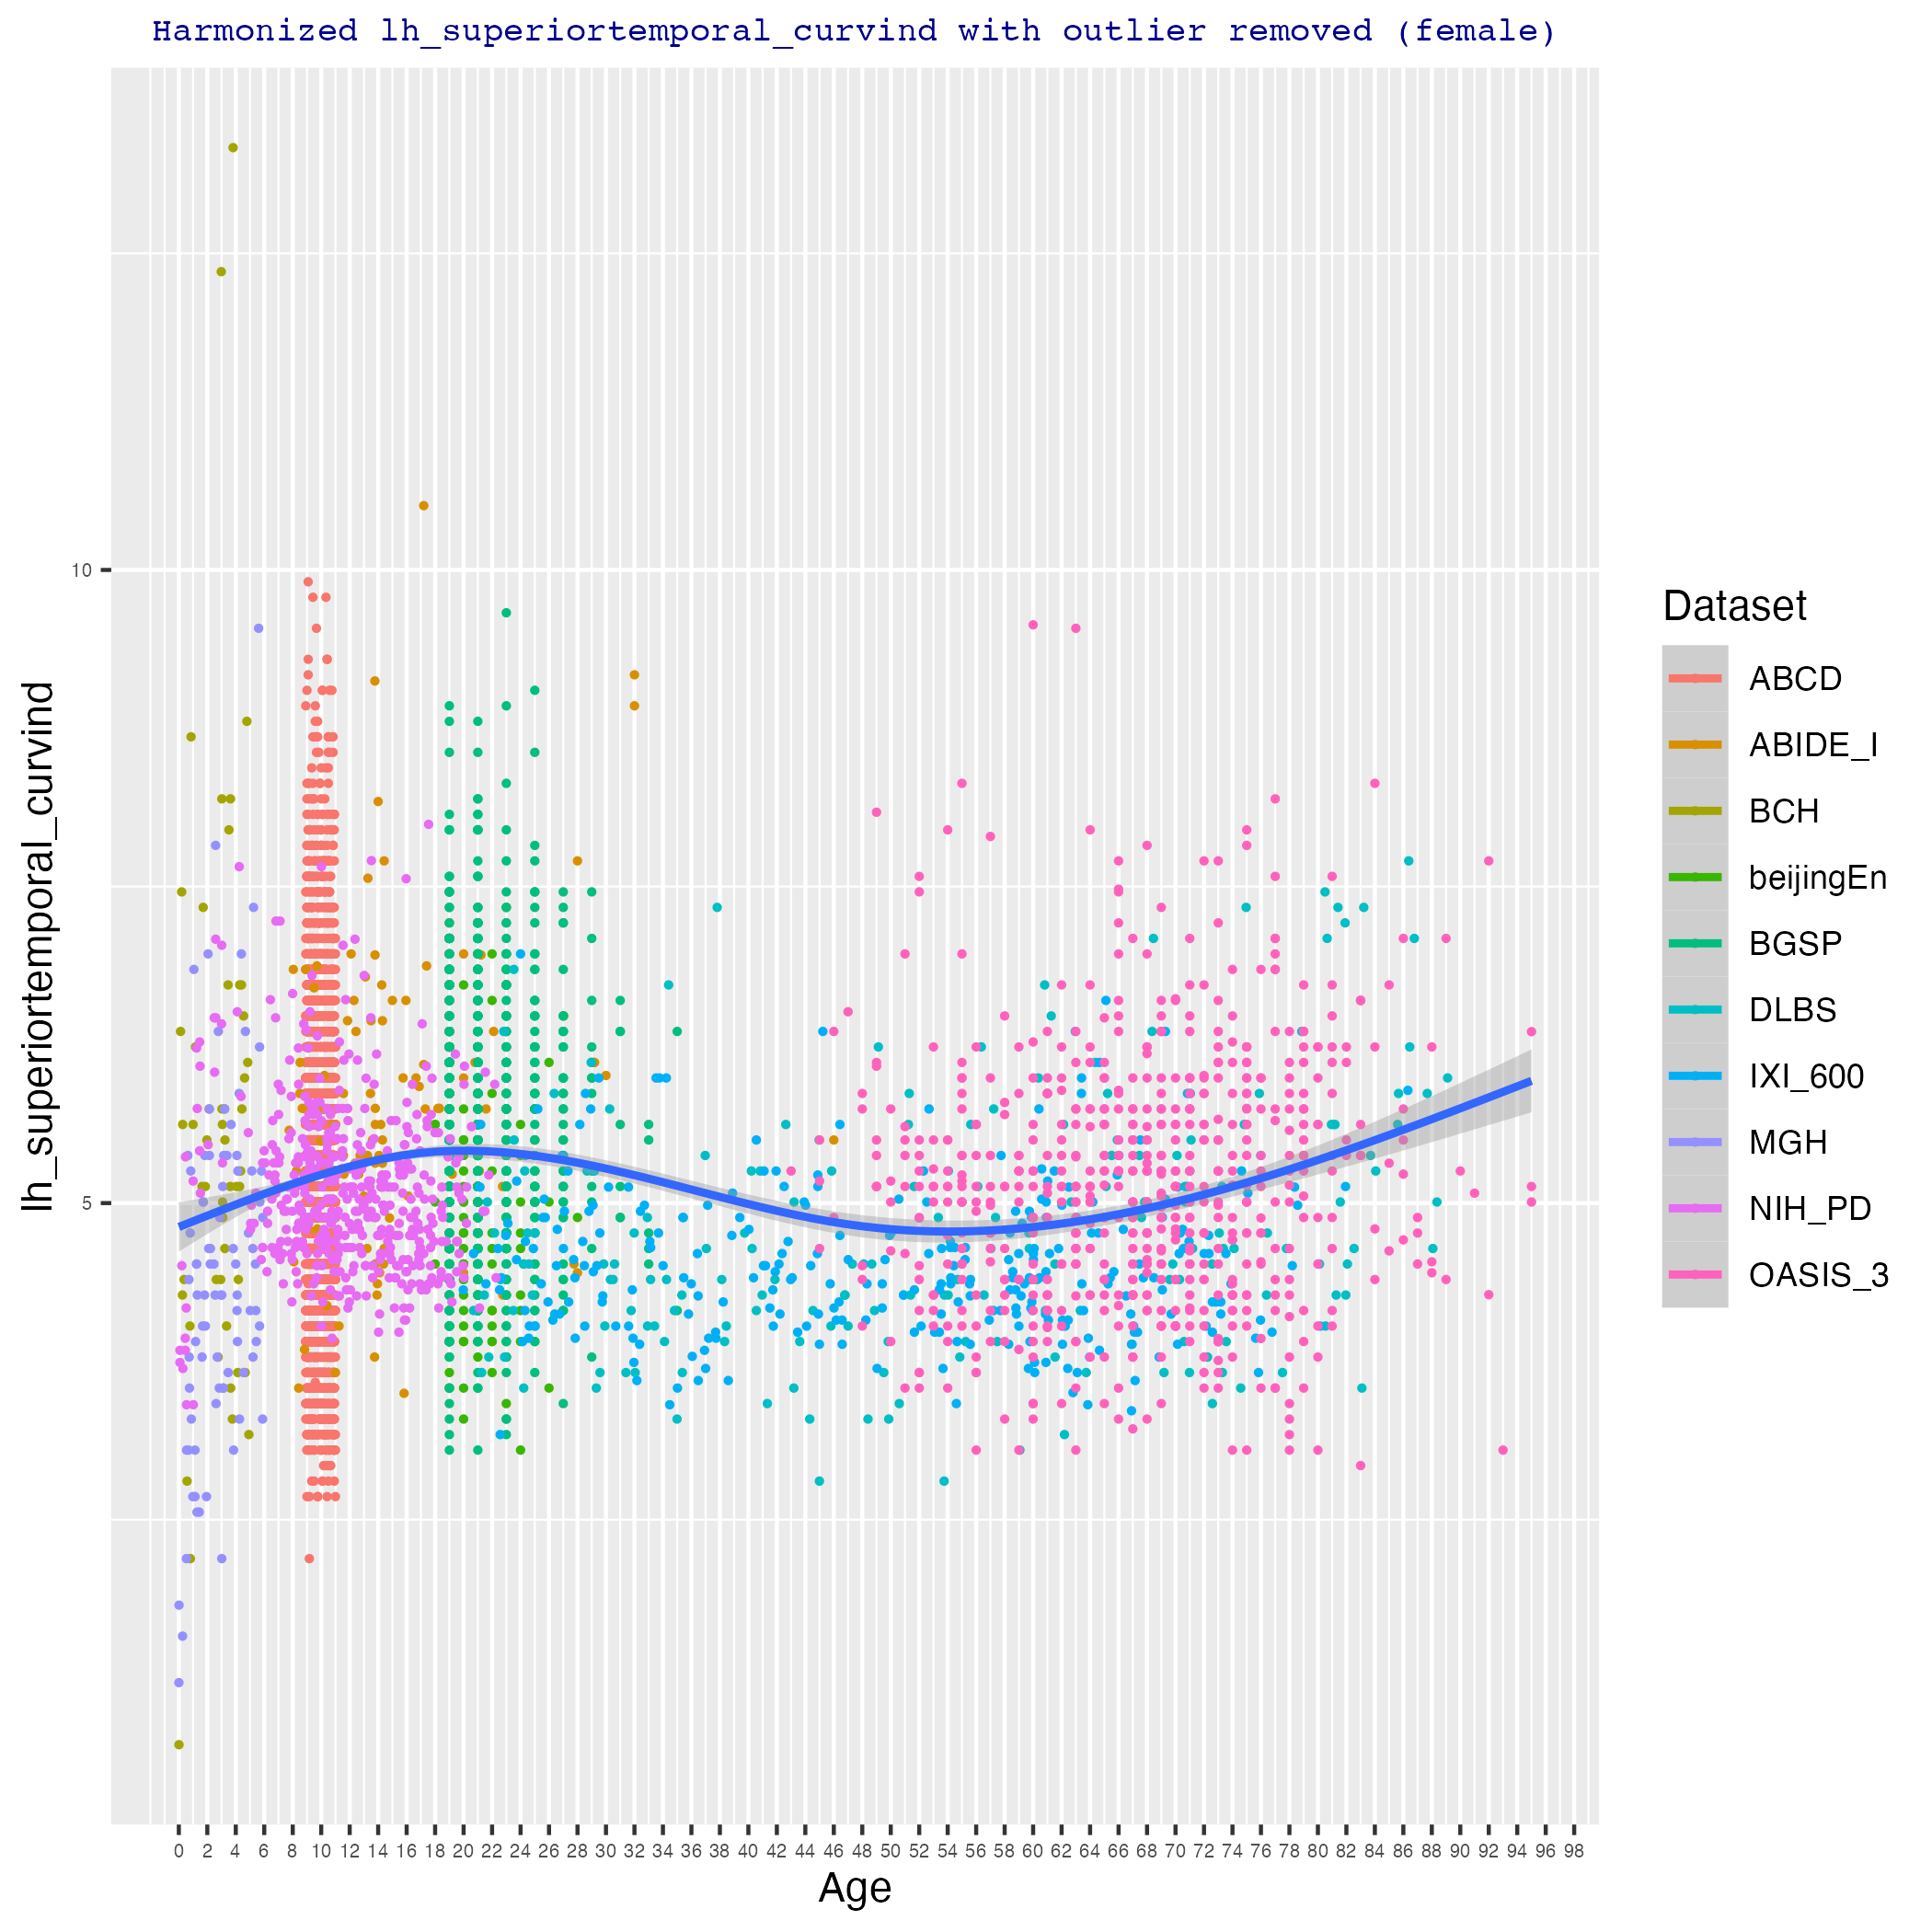 Harmonized lh_superiortemporal_curvind with outlier removed (female)
lh_superiortemporal_curvind
10
5
0 2 4 6 8 10 12 14 16 18 20 22 24 26 28 30 32 34 36 38 40 42 44 46 48 50 52 54 56 58 60 62 64 66 68 70 72 74 76 78 80 82 84 86 88 90 92 94 96 98
Age
Dataset
ABCD
ABIDE_I
BCH
beijingEn
BGSP
DLBS
IXI_600
MGH
NIH_PD
OASIS_3